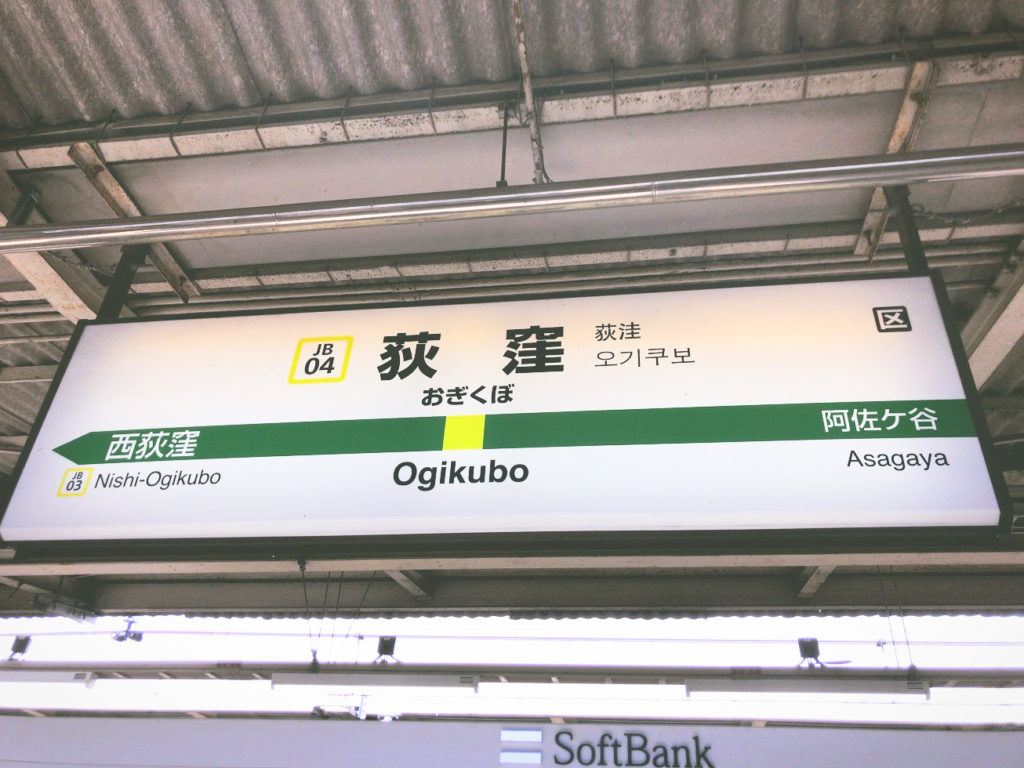 JB
04
荻窪
荻洼
오기쿠보
区
おぎくぼ
西荻窪
阿佐ケ谷
JB
03
Nishi-Ogikubo
Ogikubo
Asagaya
SoftBank